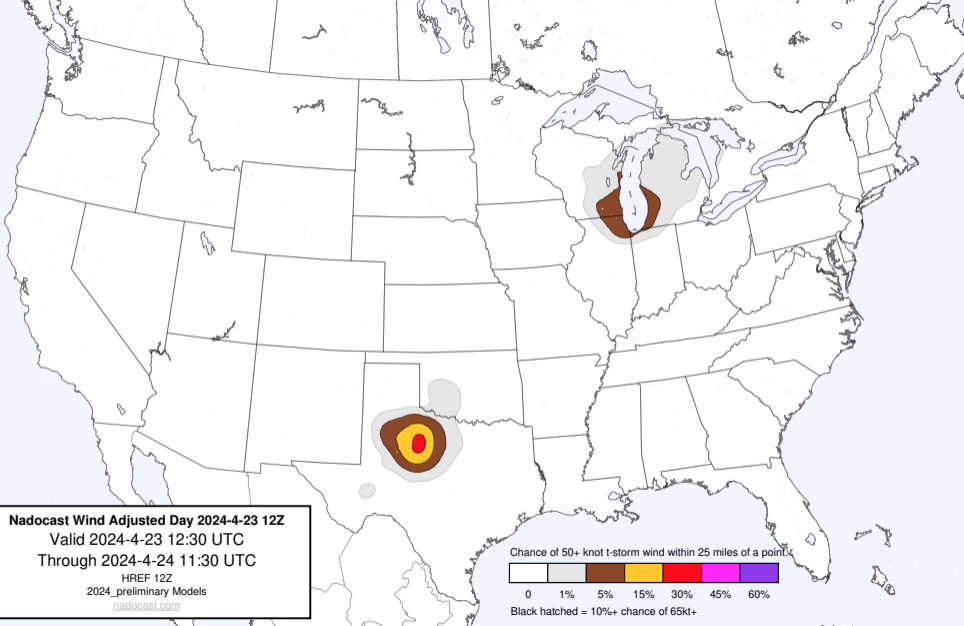 Nadocast Wind Adjusted Day 2024-4-23 12Z
Valid 2024-4-23 12:30 UTC
Through 2024-4-24 11:30 UTC
HREF 12Z
2024_preliminary Models
nadocast.com
Chance of 50+ knot t-storm wind within 25 miles of a point.
0 1% 5% 15% 30% 45% 60%
Black hatched = 10%+ chance of 65kt+